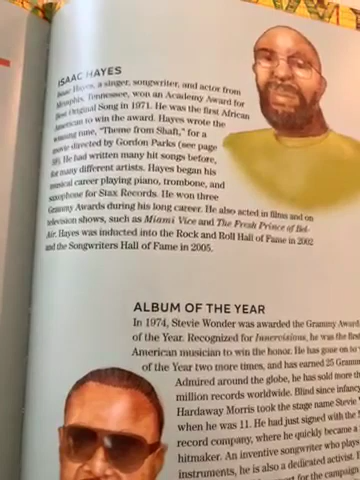 ISAAC HAYES
Isaac Hayes, a singer, songwriter, and actor from
Memphis, Tennessee, won an Academy Award for
Best Original Song in 1971. He was the first African
American to win the award. Hayes wrote the
winning tune, "Theme from Shaft," for a
movie directed by Gordon Parks (see page
). He had written many hit songs before,
for many different artists. Hayes began his
musical career playing piano, trombone, and
saxophone for Stax Records. He won three
Grammy Awards during his long career. He also acted in films and on
television shows, such as Miami Vice and The Fresh Prince of Bel-
Air. Hayes was inducted into the Rock and Roll Hall of Fame in 2002
and the Songwriters Hall of Fame in 2005.
ALBUM OF THE YEAR
In 1974, Stevie Wonder was awarded the Grammy Award
of the Year. Recognized for Innervisions, he was the first
American musician to win the honor. He has gone on to
of the Year two more times, and has earned 25 Gramm
Admired around the globe, he has sold more th
million records worldwide. Blind since infancy
Hardaway Morris took the stage name Stevie
when he was 11. He had just signed with the
record company, where he quickly became a
hitmaker. An inventive songwriter who plays
instruments, he is also a dedicated activist.
for the campaign